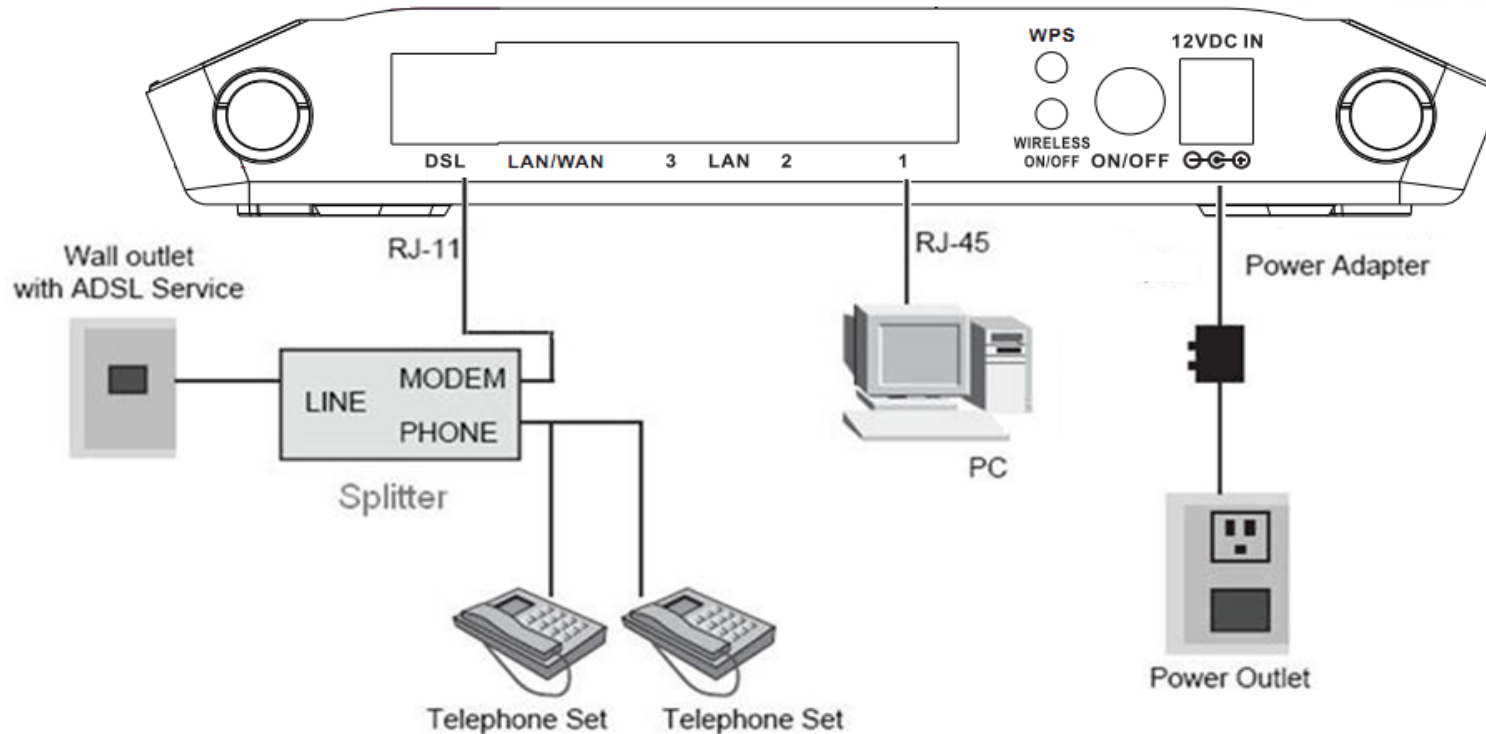 WPS
12VDC IN
WIRELESS
ON/OFF
ON/OFF
DSL
LAN/WAN
3
LAN
2
1
RJ-11
RJ-45
Wall outlet
with ADSL Service
Power Adapter
LINE
MODEM
PHONE
Splitter
PC
Telephone Set
Telephone Set
Power Outlet